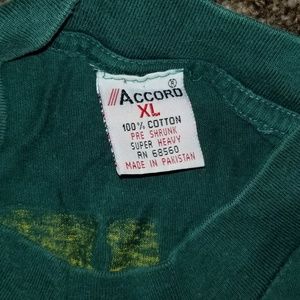 ACCORD ®
XL
100% COTTON
PRE SHRUNK
SUPER HEAVY
RN 68560
MADE IN PAKISTAN